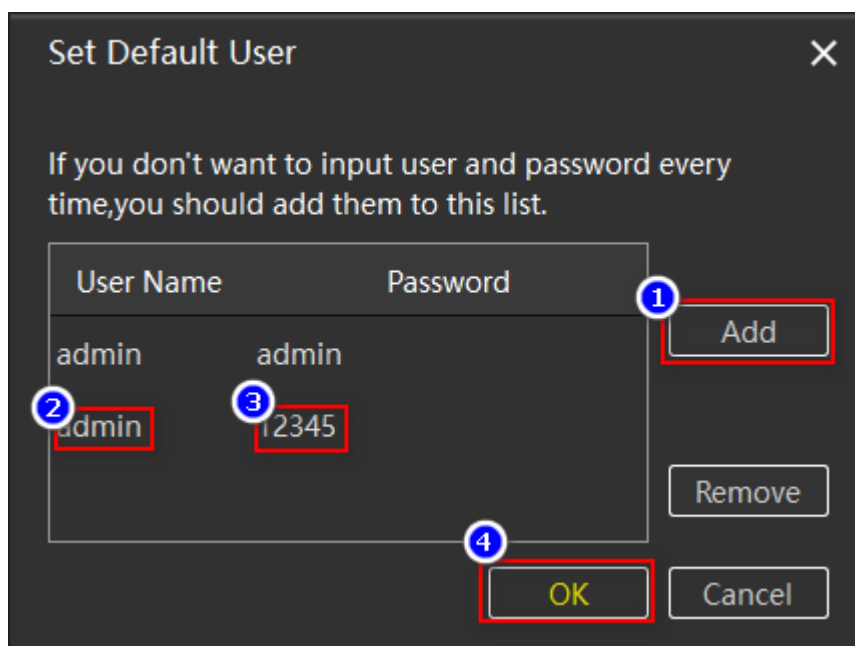 Set Default User
If you don't want to input user and password every
time,you should add them to this list.
User Name Password
1
Add
admin admin
2 admin 3 12345
Remove
4
OK Cancel